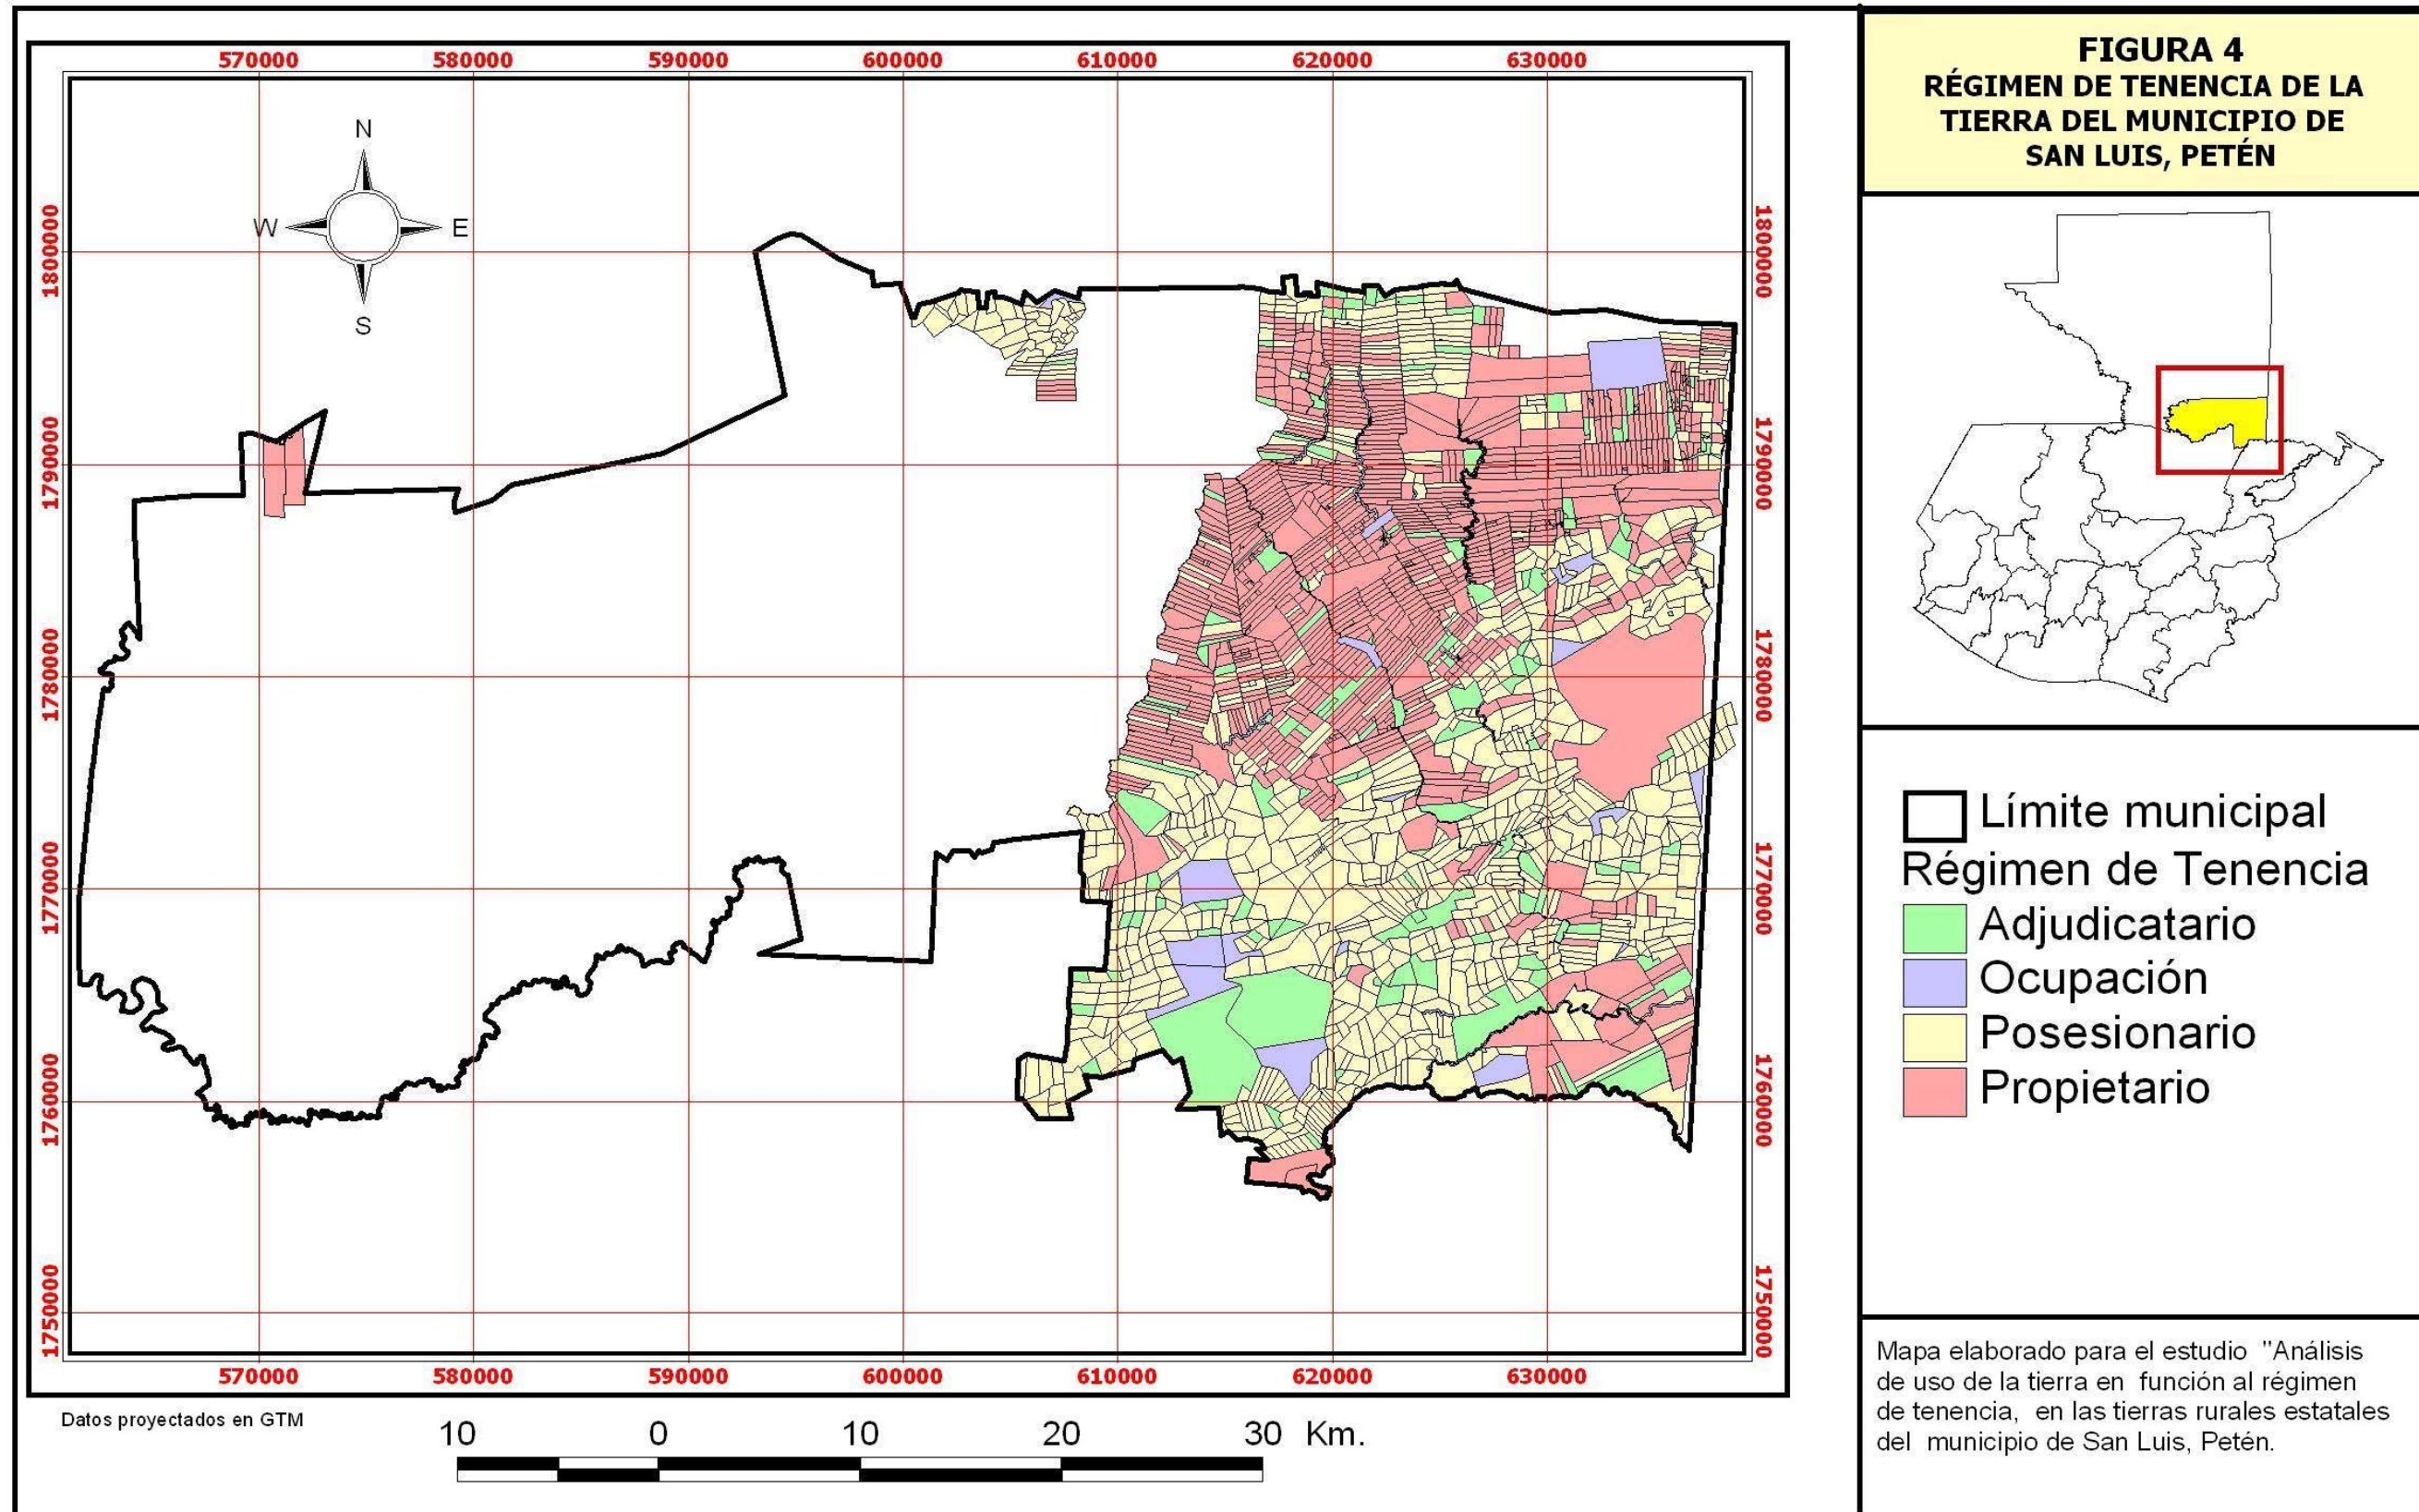 FIGURA 4
RÉGIMEN DE TENENCIA DE LA
TIERRA DEL MUNICIPIO DE
SAN LUIS, PETÉN
570000 580000 590000 600000 610000 620000 630000
N
W E
S
1800000 1800000
1790000 1790000
1780000 1780000
1770000 1770000
1760000 1760000
1750000 1750000
570000 580000 590000 600000 610000 620000 630000
Datos proyectados en GTM
10 0 10 20 30 Km.
Límite municipal
Régimen de Tenencia
Adjudicatario
Ocupación
Posesionario
Propietario
Mapa elaborado para el estudio "Análisis
de uso de la tierra en función al régimen
de tenencia, en las tierras rurales estatales
del municipio de San Luis, Petén.